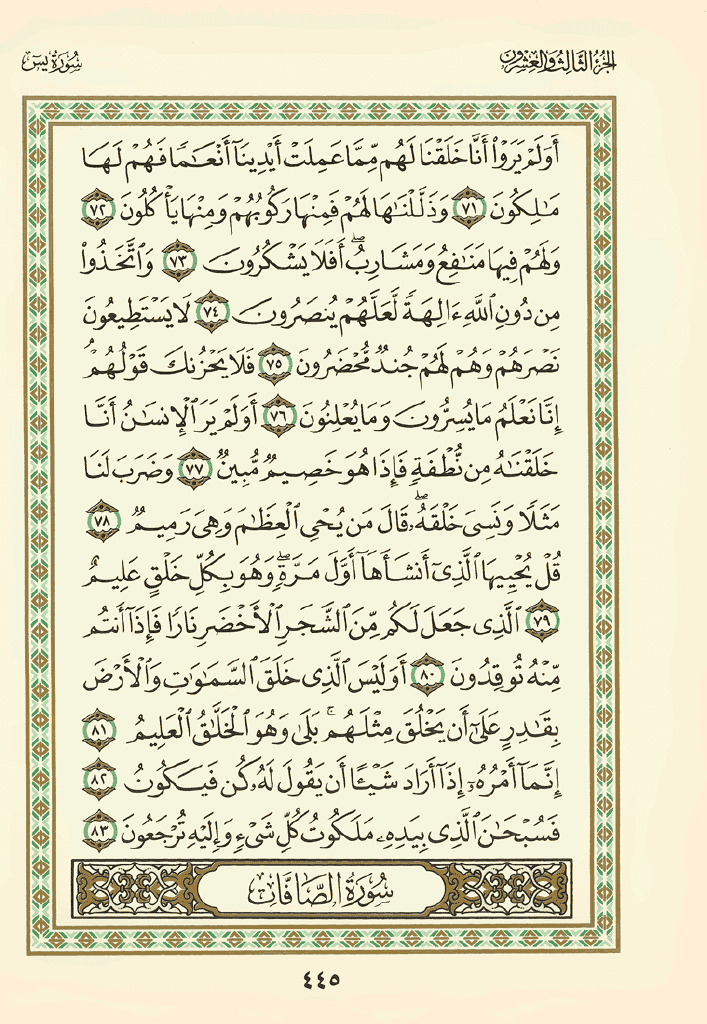 الجزء الثالث والعشرون
سورة يس
أَوَلَمْ يَرَوْا۟ أَنَّا خَلَقْنَا لَهُم مِّمَّا عَمِلَتْ أَيْدِينَآ أَنْعَٰمًا فَهُمْ لَهَا
مَٰلِكُونَ ٧١ وَذَلَّلْنَٰهَا لَهُمْ فَمِنْهَا رَكُوبُهُمْ وَمِنْهَا يَأْكُلُونَ ٧٢
وَلَهُمْ فِيهَا مَنَٰفِعُ وَمَشَارِبُ ۖ أَفَلَا يَشْكُرُونَ ٧٣ وَٱتَّخَذُوا۟
مِن دُونِ ٱللَّهِ ءَالِهَةً لَّعَلَّهُمْ يُنصَرُونَ ٧٤ لَا يَسْتَطِيعُونَ
نَصْرَهُمْ وَهُمْ لَهُمْ جُندٌ مُّحْضَرُونَ ٧٥ فَلَا يَحْزُنكَ قَوْلُهُمْ ۘ
إِنَّا نَعْلَمُ مَا يُسِرُّونَ وَمَا يُعْلِنُونَ ٧٦ أَوَلَمْ يَرَ ٱلْإِنسَٰنُ أَنَّا
خَلَقْنَٰهُ مِن نُّطْفَةٍ فَإِذَا هُوَ خَصِيمٌ مُّبِينٌ ٧٧ وَضَرَبَ لَنَا
مَثَلًا وَنَسِىَ خَلْقَهُۥ ۖ قَالَ مَن يُحْىِ ٱلْعِظَٰمَ وَهِىَ رَمِيمٌ ٧٨
قُلْ يُحْيِيهَا ٱلَّذِىٓ أَنشَأَهَآ أَوَّلَ مَرَّةٍ ۖ وَهُوَ بِكُلِّ خَلْقٍ عَلِيمٌ
٧٩ ٱلَّذِى جَعَلَ لَكُم مِّنَ ٱلشَّجَرِ ٱلْأَخْضَرِ نَارًا فَإِذَآ أَنتُم
مِّنْهُ تُوقِدُونَ ٨٠ أَوَلَيْسَ ٱلَّذِى خَلَقَ ٱلسَّمَٰوَٰتِ وَٱلْأَرْضَ
بِقَٰدِرٍ عَلَىٰٓ أَن يَخْلُقَ مِثْلَهُم ۚ بَلَىٰ وَهُوَ ٱلْخَلَّٰقُ ٱلْعَلِيمُ ٨١
إِنَّمَآ أَمْرُهُۥٓ إِذَآ أَرَادَ شَيْـًٔا أَن يَقُولَ لَهُۥ كُن فَيَكُونُ ٨٢
فَسُبْحَٰنَ ٱلَّذِى بِيَدِهِۦ مَلَكُوتُ كُلِّ شَىْءٍ وَإِلَيْهِ تُرْجَعُونَ ٨٣
سُورَةُ الصَّافَّاتِ
٤٤٥